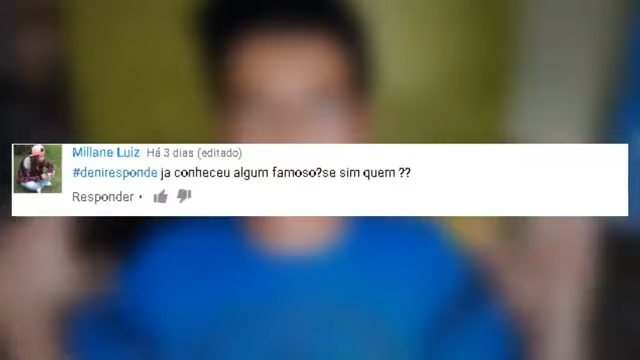 Millane Luiz Há 3 dias (editado)
#deniresponde ja conheceu algum famoso?se sim quem ??
Responder •